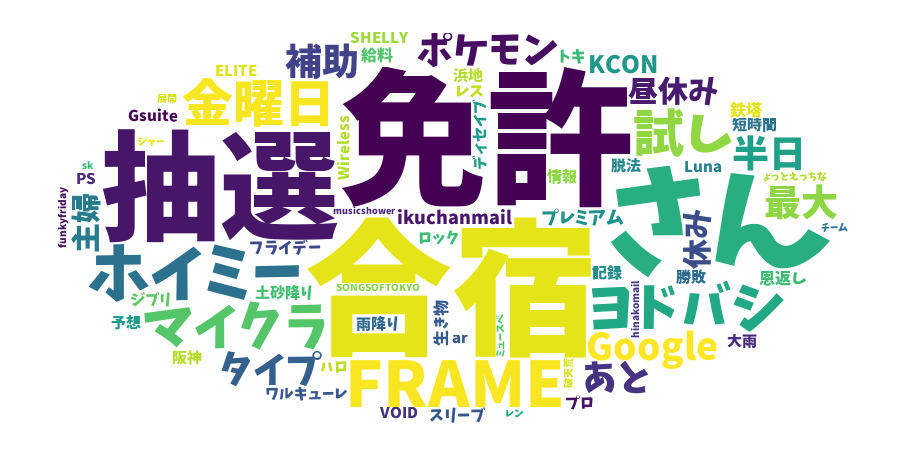 SHELLY
ポケモン
補助
給料
トキ
KCON
ELITE
浜地
レス
昼休み
展開
金曜日
免許
鉄塔
Gsuite
Wireless
デイセイブ
試し
短時間
ジャー
抽選
半日
sk
PS
情報
脱法
Luna
ょっとえっちな
funkyfriday
主婦
musicshower
ikuchanmail
プレミアム
さん
休み
最大
チーム
フライデー
ロック
合宿
ホイミー
記録
勝敗
恩返し
ジブリ
土砂降り
SONGSOFTOKYO
ヨドバシ
hinakomail
予想
マイクラ
雨降り
生き物
ar
ミュースペ
Google
大雨
阪神
タイプ
ハロ
FRAME
破天荒
あと
ワルキューレ
プロ
VOID
スリープ
レン